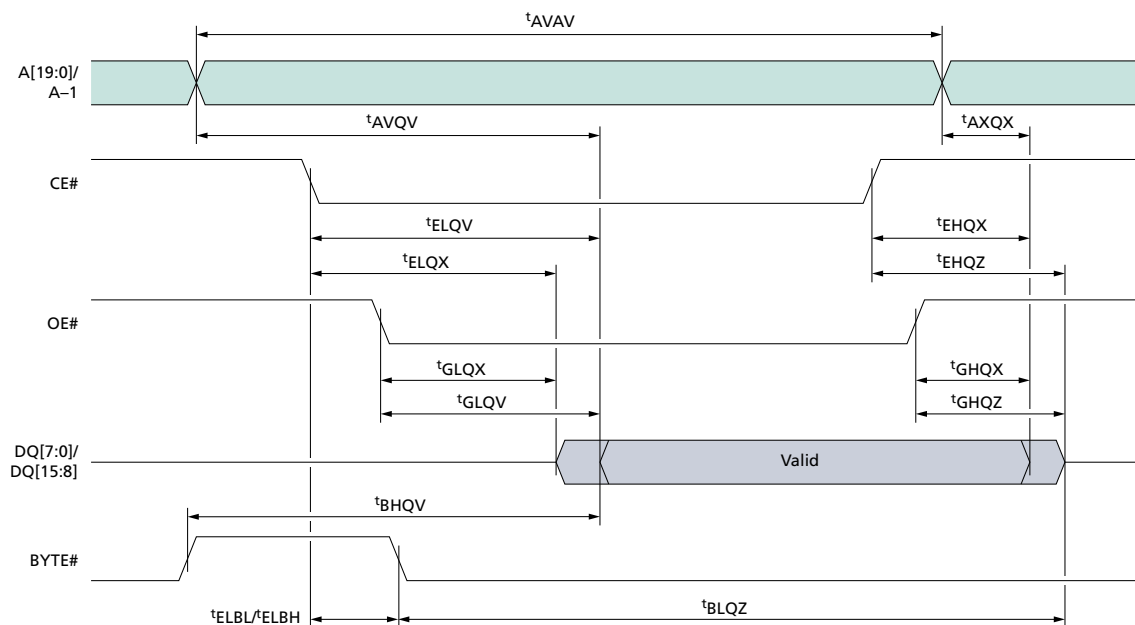 tAVAV
A[19:0]/
A–1
tAVQV
tAXQX
CE#
tELQV
tEHQX
tELQX
tEHQZ
OE#
tGLQX
tGHQX
tGLQV
tGHQZ
DQ[7:0]/
DQ[15:8]
Valid
tBHQV
BYTE#
tELBL/tELBH
tBLQZ